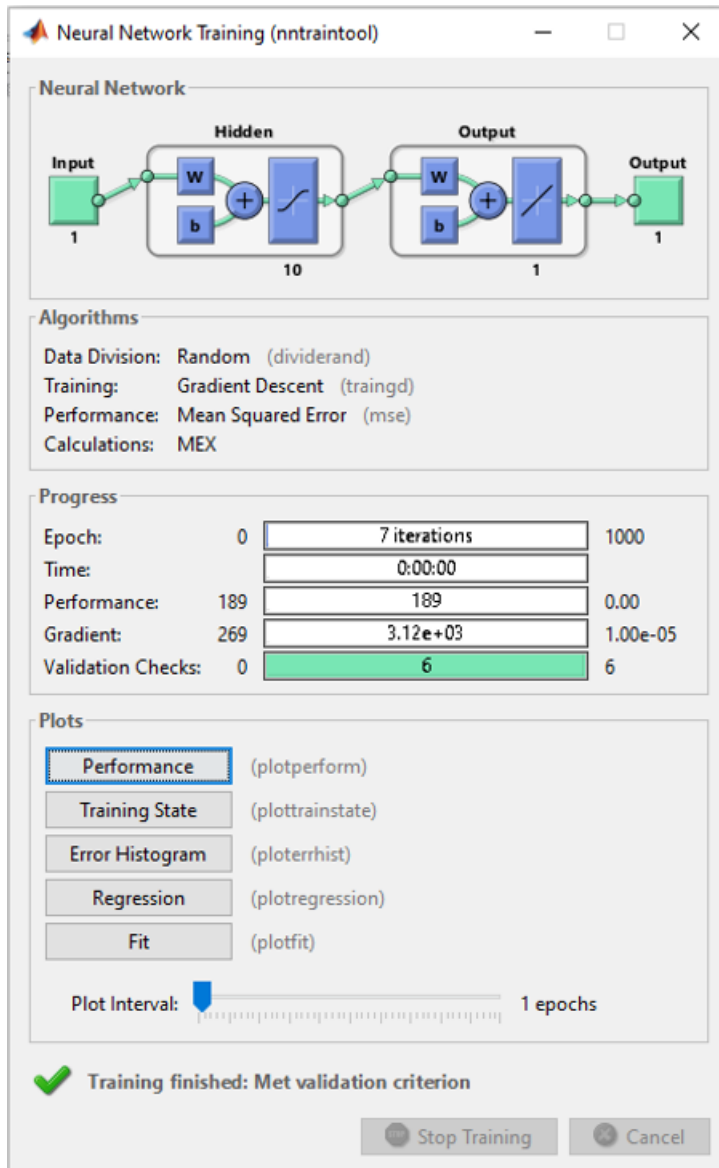 Neural Network Training (nntraintool)
Neural Network
Hidden Output
Input W b W b Output
1 10 1 1
Algorithms
Data Division: Random (dividerand)
Training: Gradient Descent (traingd)
Performance: Mean Squared Error (mse)
Calculations: MEX
Progress
Epoch: 0 7 iterations 1000
Time: 0:00:00
Performance: 189 189 0.00
Gradient: 269 3.12e+03 1.00e-05
Validation Checks: 0 6 6
Plots
Performance (plotperform)
Training State (plottrainstate)
Error Histogram (ploterrhist)
Regression (plotregression)
Fit (plotfit)
Plot Interval: 1 epochs
Training finished: Met validation criterion
Stop Training Cancel